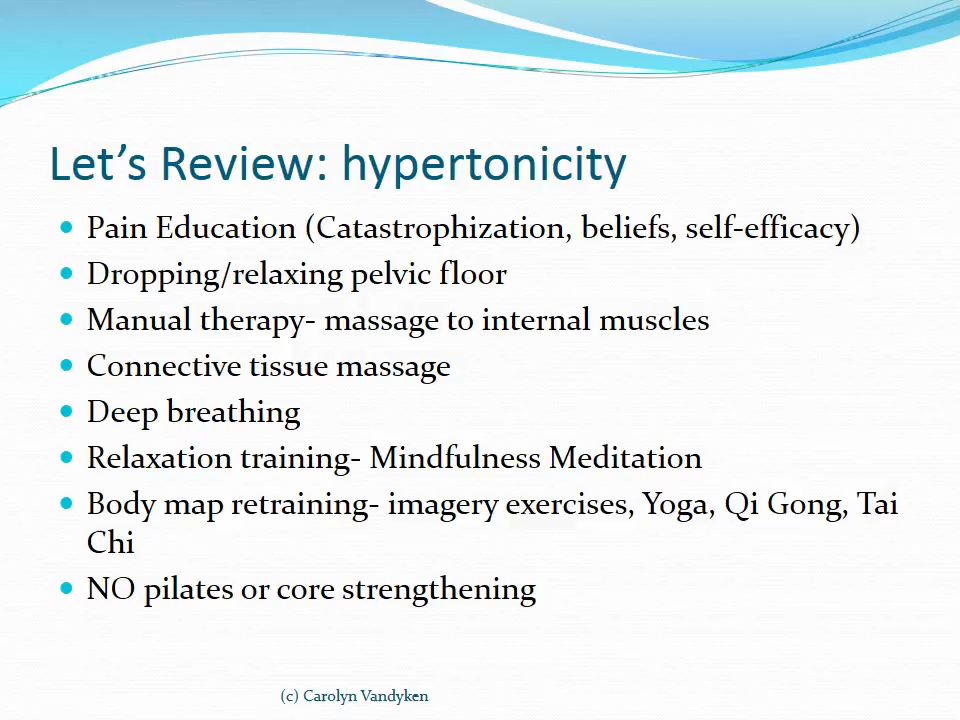 Let's Review: hypertonicity
• Pain Education (Catastrophization, beliefs, self-efficacy)
• Dropping/relaxing pelvic floor
• Manual therapy- massage to internal muscles
• Connective tissue massage
• Deep breathing
• Relaxation training- Mindfulness Meditation
• Body map retraining- imagery exercises, Yoga, Qi Gong, Tai
Chi
• NO pilates or core strengthening
(c) Carolyn Vandyken